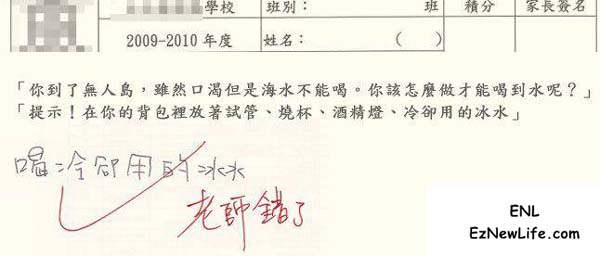 學校 班別： 班 積分 家長簽名
2009-2010 年度 姓名： （ ）
「你到了無人島，雖然口渴但是海水不能喝。你該怎麼做才能喝到水呢？」
「提示！在你的背包裡放著試管、燒杯、酒精燈、冷卻用的冰水」
喝冷卻用的冰水
老師錯了
ENL
EzNewLife.com